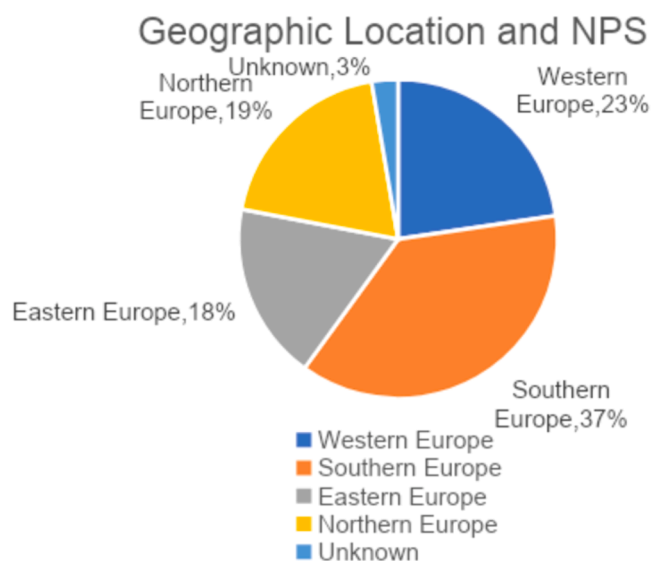 Geographic Location and NPS
Unknown,3%
Northern
Europe,19%
Western
Europe,23%
Eastern Europe,18%
Southern
Europe,37%
Western Europe
Southern Europe
Eastern Europe
Northern Europe
Unknown